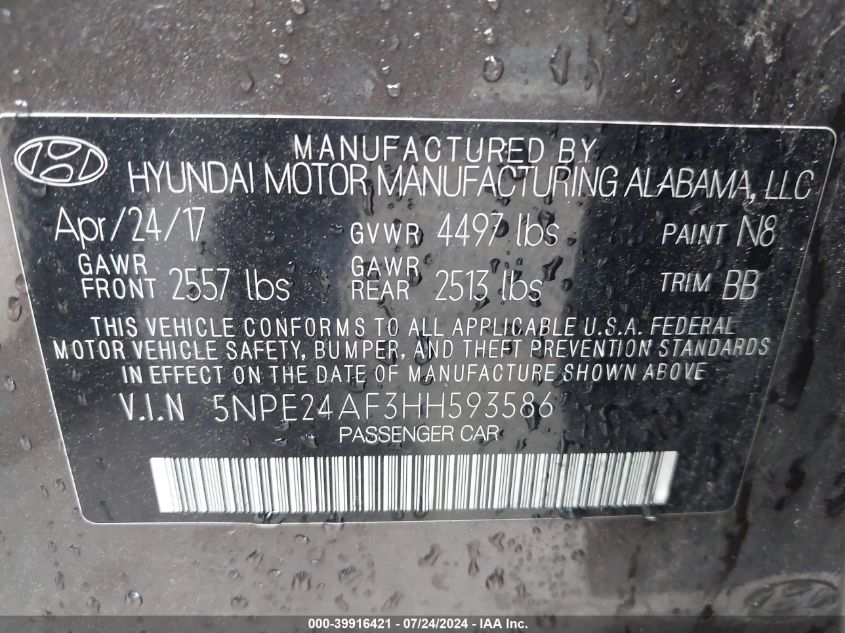 MANUFACTURED BY
HYUNDAI MOTOR MANUFACTURING ALABAMA, LLC
Apr/24/17 GVWR 4497 lbs PAINT N8
GAWR FRONT 2557 lbs GAWR REAR 2513 lbs TRIM BB
THIS VEHICLE CONFORMS TO ALL APPLICABLE U.S.A. FEDERAL
MOTOR VEHICLE SAFETY, BUMPER, AND THEFT PREVENTION STANDARDS
IN EFFECT ON THE DATE OF MANUFACTURE SHOWN ABOVE.
V.I.N 5NPE24AF3HH593586
PASSENGER CAR
000-39916421 - 07/24/2024 - IAA Inc.